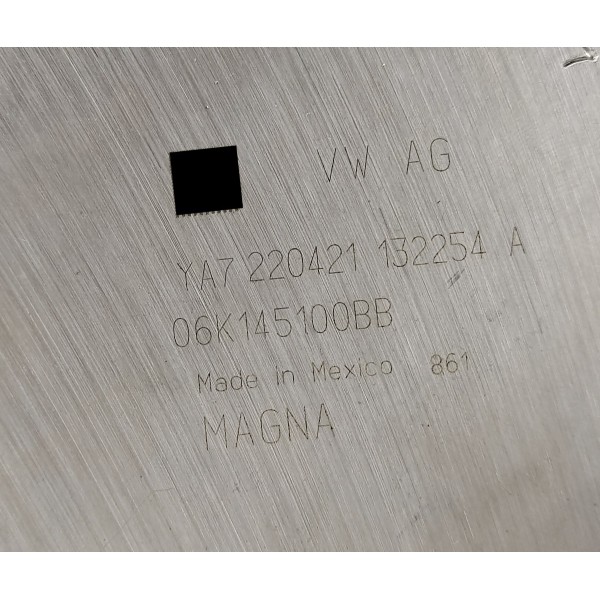 VW AG
YA7 220421 132254 A
06K145100BB
Made in Mexico 861
MAGNA